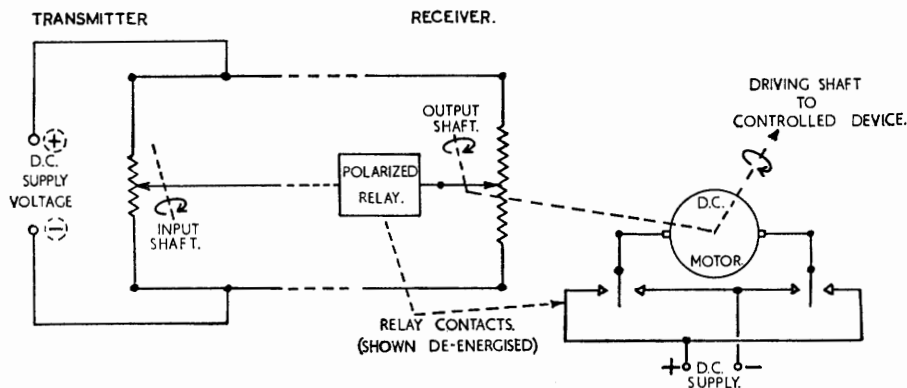 TRANSMITTER
RECEIVER.
+
D.C.
SUPPLY
VOLTAGE
−
INPUT
SHAFT.
POLARIZED
RELAY.
OUTPUT
SHAFT.
DRIVING SHAFT
TO
CONTROLLED DEVICE.
D.C.
MOTOR.
RELAY CONTACTS.
(SHOWN DE-ENERGISED)
+ D.C. −
SUPPLY.